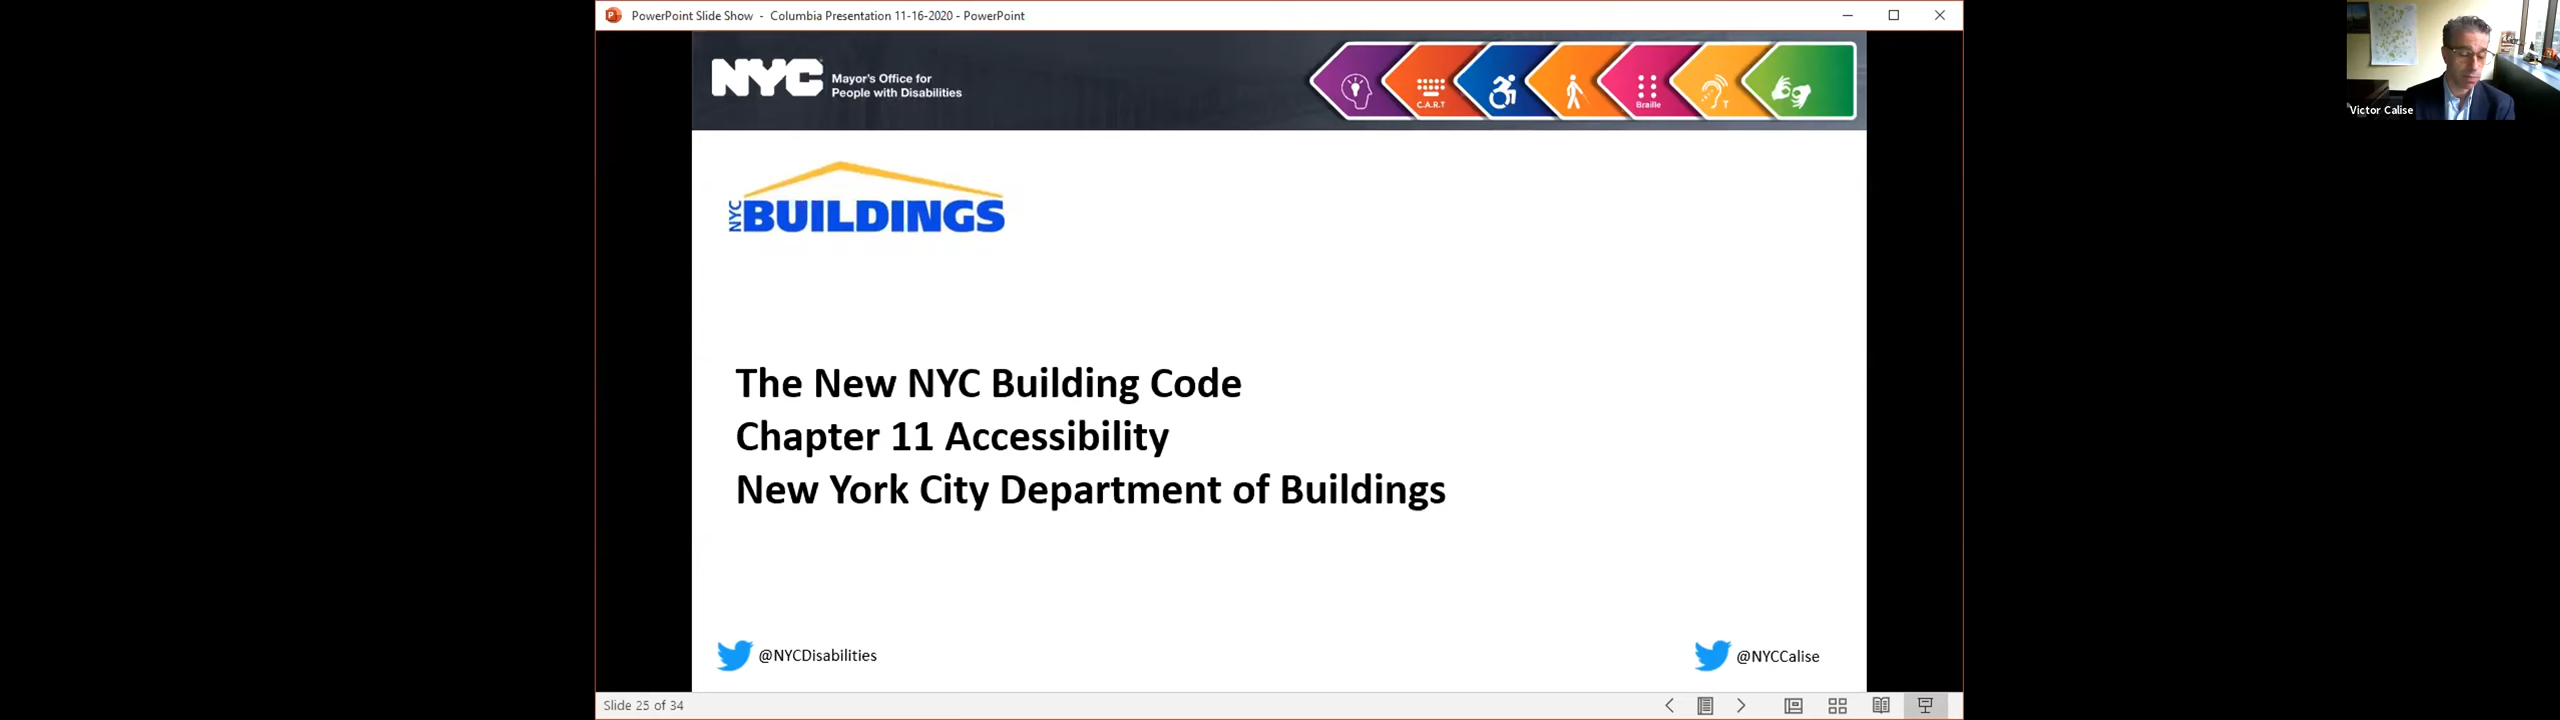 PowerPoint Slide Show - Columbia Presentation 11-16-2020 - PowerPoint
NYC
Mayor's Office for
People with Disabilities
C.A.R.T
Braille
T
Victor Calise
NYC BUILDINGS
The New NYC Building Code
Chapter 11 Accessibility
New York City Department of Buildings
@NYCDisabilities
@NYCCalise
Slide 25 of 34